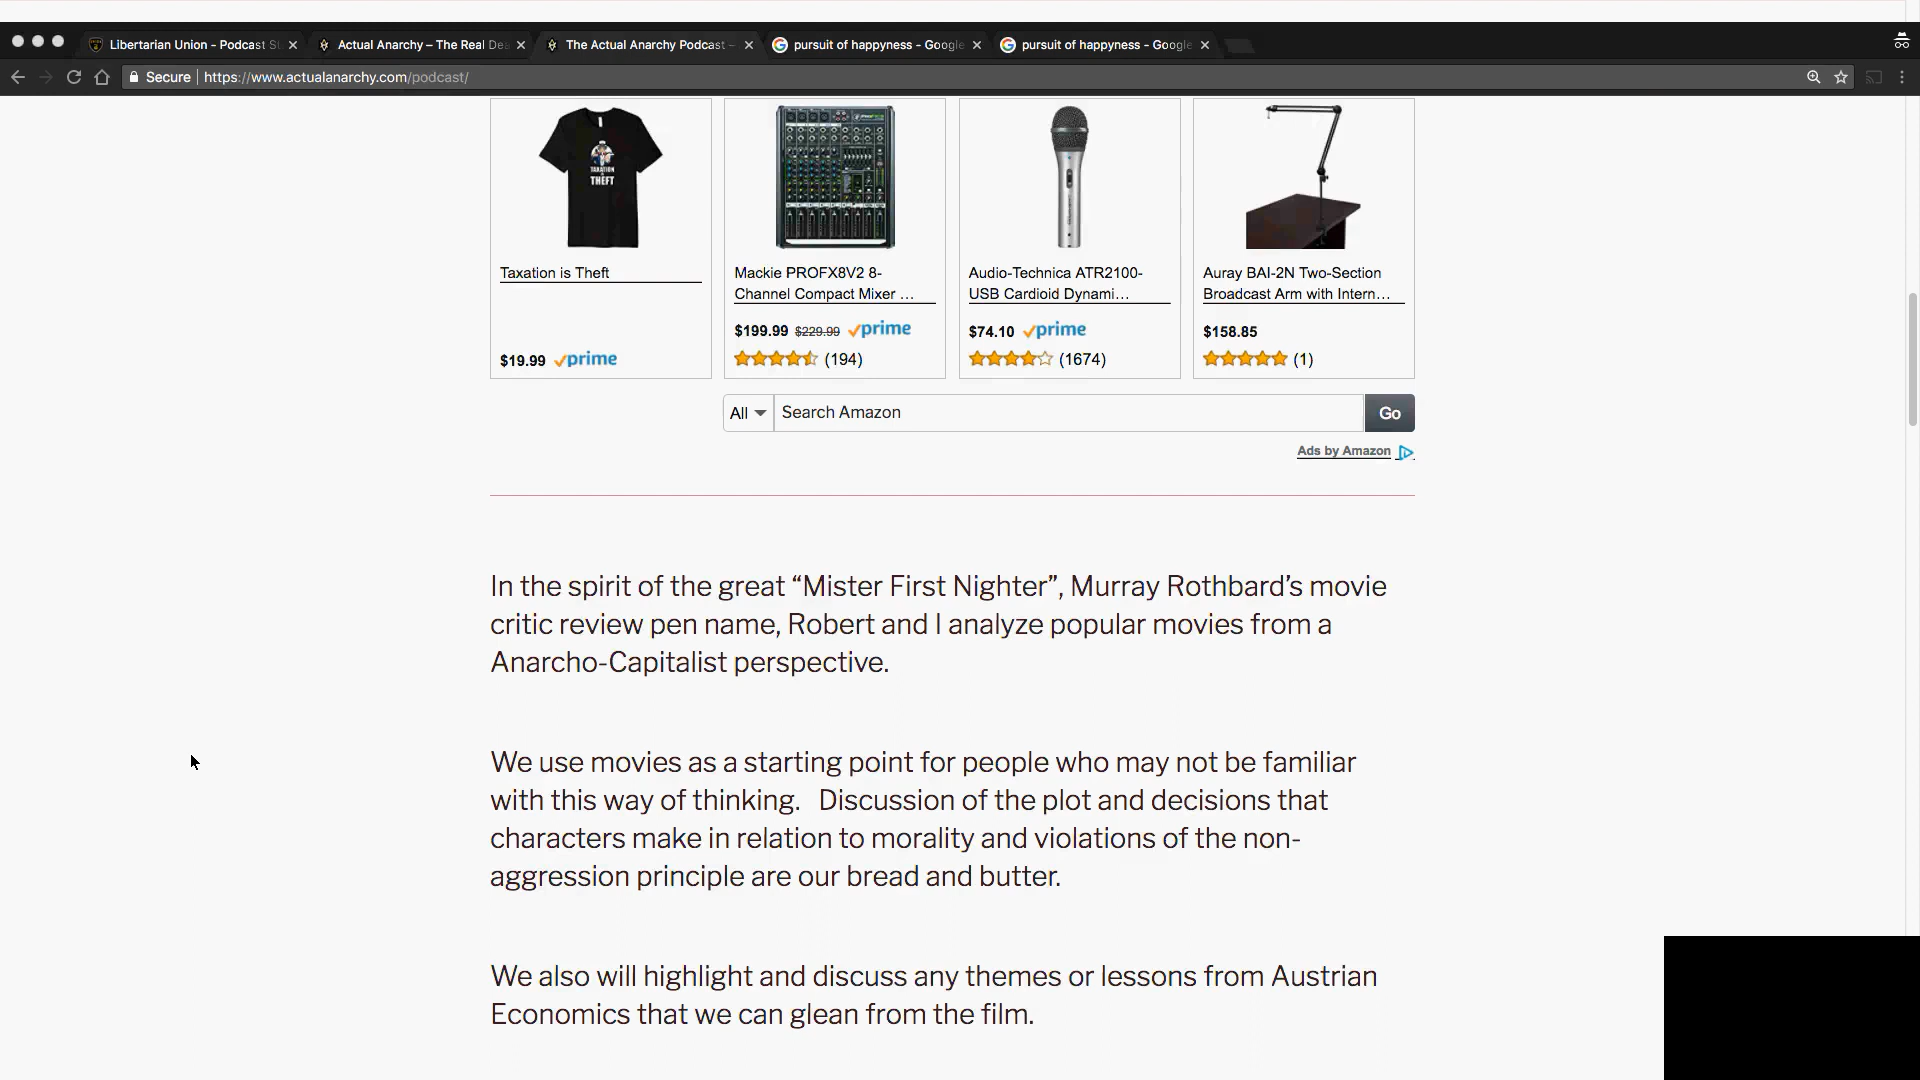 Libertarian Union - Podcast S
Actual Anarchy – The Real De
The Actual Anarchy Podcast –
pursuit of happyness - Google
pursuit of happyness - Google
Secure https://www.actualanarchy.com/podcast/
TAXATION
THEFT
Taxation is Theft
$19.99 prime
Mackie PROFX8V2 8-
Channel Compact Mixer ...
$199.99 $229.99 prime
(194)
Audio-Technica ATR2100-
USB Cardioid Dynami...
$74.10 prime
(1674)
Auray BAI-2N Two-Section
Broadcast Arm with Intern...
$158.85
(1)
All Search Amazon Go
Ads by Amazon
In the spirit of the great “Mister First Nighter”, Murray Rothbard’s movie
critic review pen name, Robert and I analyze popular movies from a
Anarcho-Capitalist perspective.
We use movies as a starting point for people who may not be familiar
with this way of thinking.   Discussion of the plot and decisions that
characters make in relation to morality and violations of the non-
aggression principle are our bread and butter.
We also will highlight and discuss any themes or lessons from Austrian
Economics that we can glean from the film.